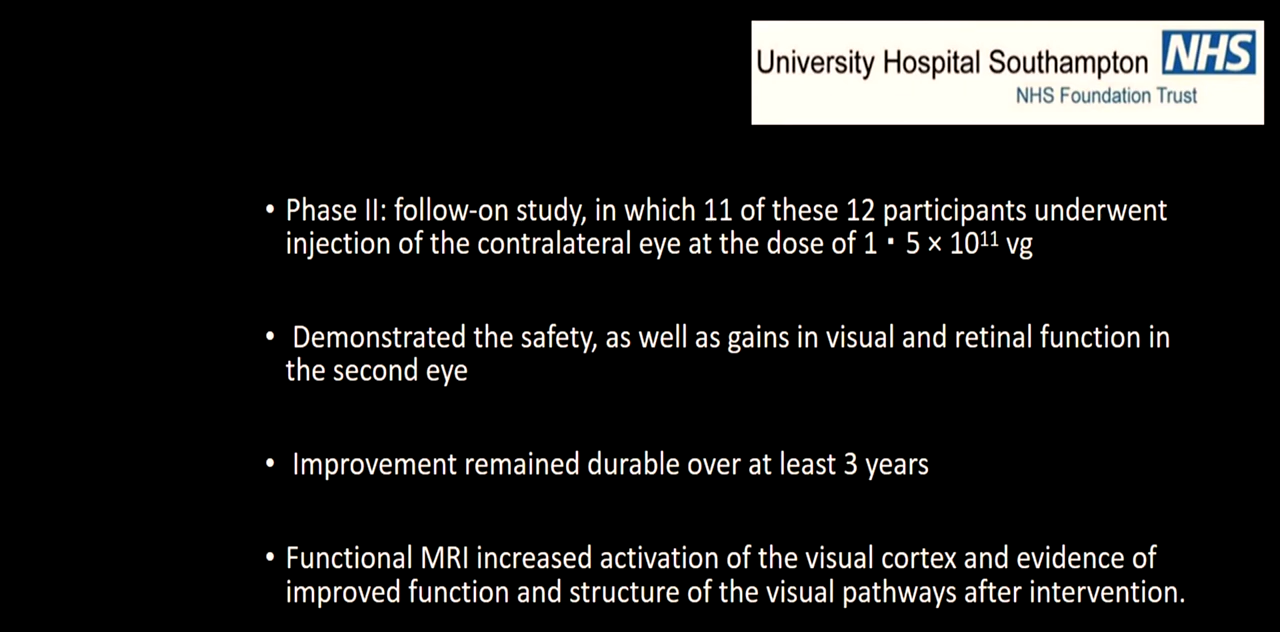 University Hospital Southampton NHS
NHS Foundation Trust
• Phase II: follow-on study, in which 11 of these 12 participants underwent
injection of the contralateral eye at the dose of 1 · 5 × 10¹¹ vg
• Demonstrated the safety, as well as gains in visual and retinal function in
the second eye
• Improvement remained durable over at least 3 years
• Functional MRI increased activation of the visual cortex and evidence of
improved function and structure of the visual pathways after intervention.